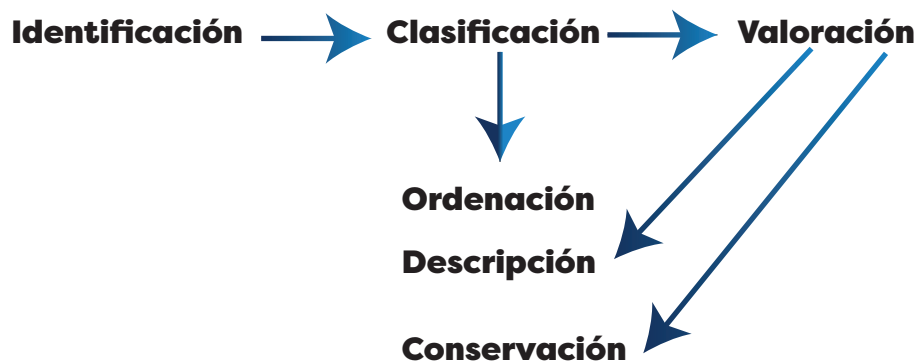 Identificación
Clasificación
Valoración
Ordenación
Descripción
Conservación